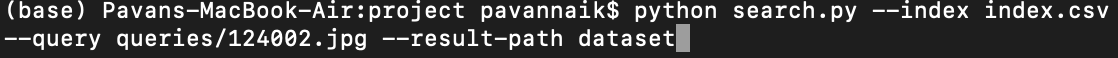 (base) Pavans-MacBook-Air:project pavannaik$ python search.py --index index.csv
--query queries/124002.jpg --result-path dataset